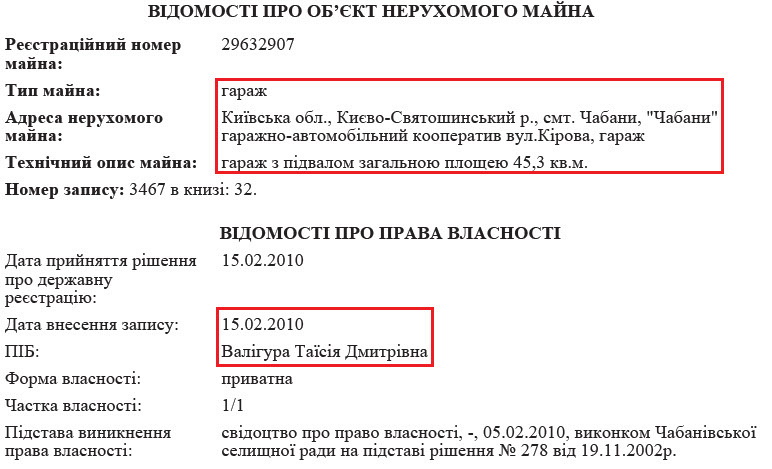 ВІДОМОСТІ ПРО ОБ’ЄКТ НЕРУХОМОГО МАЙНА
Реєстраційний номер майна: 29632907
Тип майна: гараж
Адреса нерухомого майна: Київська обл., Києво-Святошинський р., смт. Чабани, "Чабани"
гаражно-автомобільний кооператив вул.Кірова, гараж
Технічний опис майна: гараж з підвалом загальною площею 45,3 кв.м.
Номер запису: 3467 в книзі: 32.
ВІДОМОСТІ ПРО ПРАВА ВЛАСНОСТІ
Дата прийняття рішення про державну реєстрацію: 15.02.2010
Дата внесення запису: 15.02.2010
ПІБ: Валігура Таїсія Дмитрівна
Форма власності: приватна
Частка власності: 1/1
Підстава виникнення права власності: свідоцтво про право власності, -, 05.02.2010, виконком Чабанівської
селищної ради на підставі рішення № 278 від 19.11.2002р.